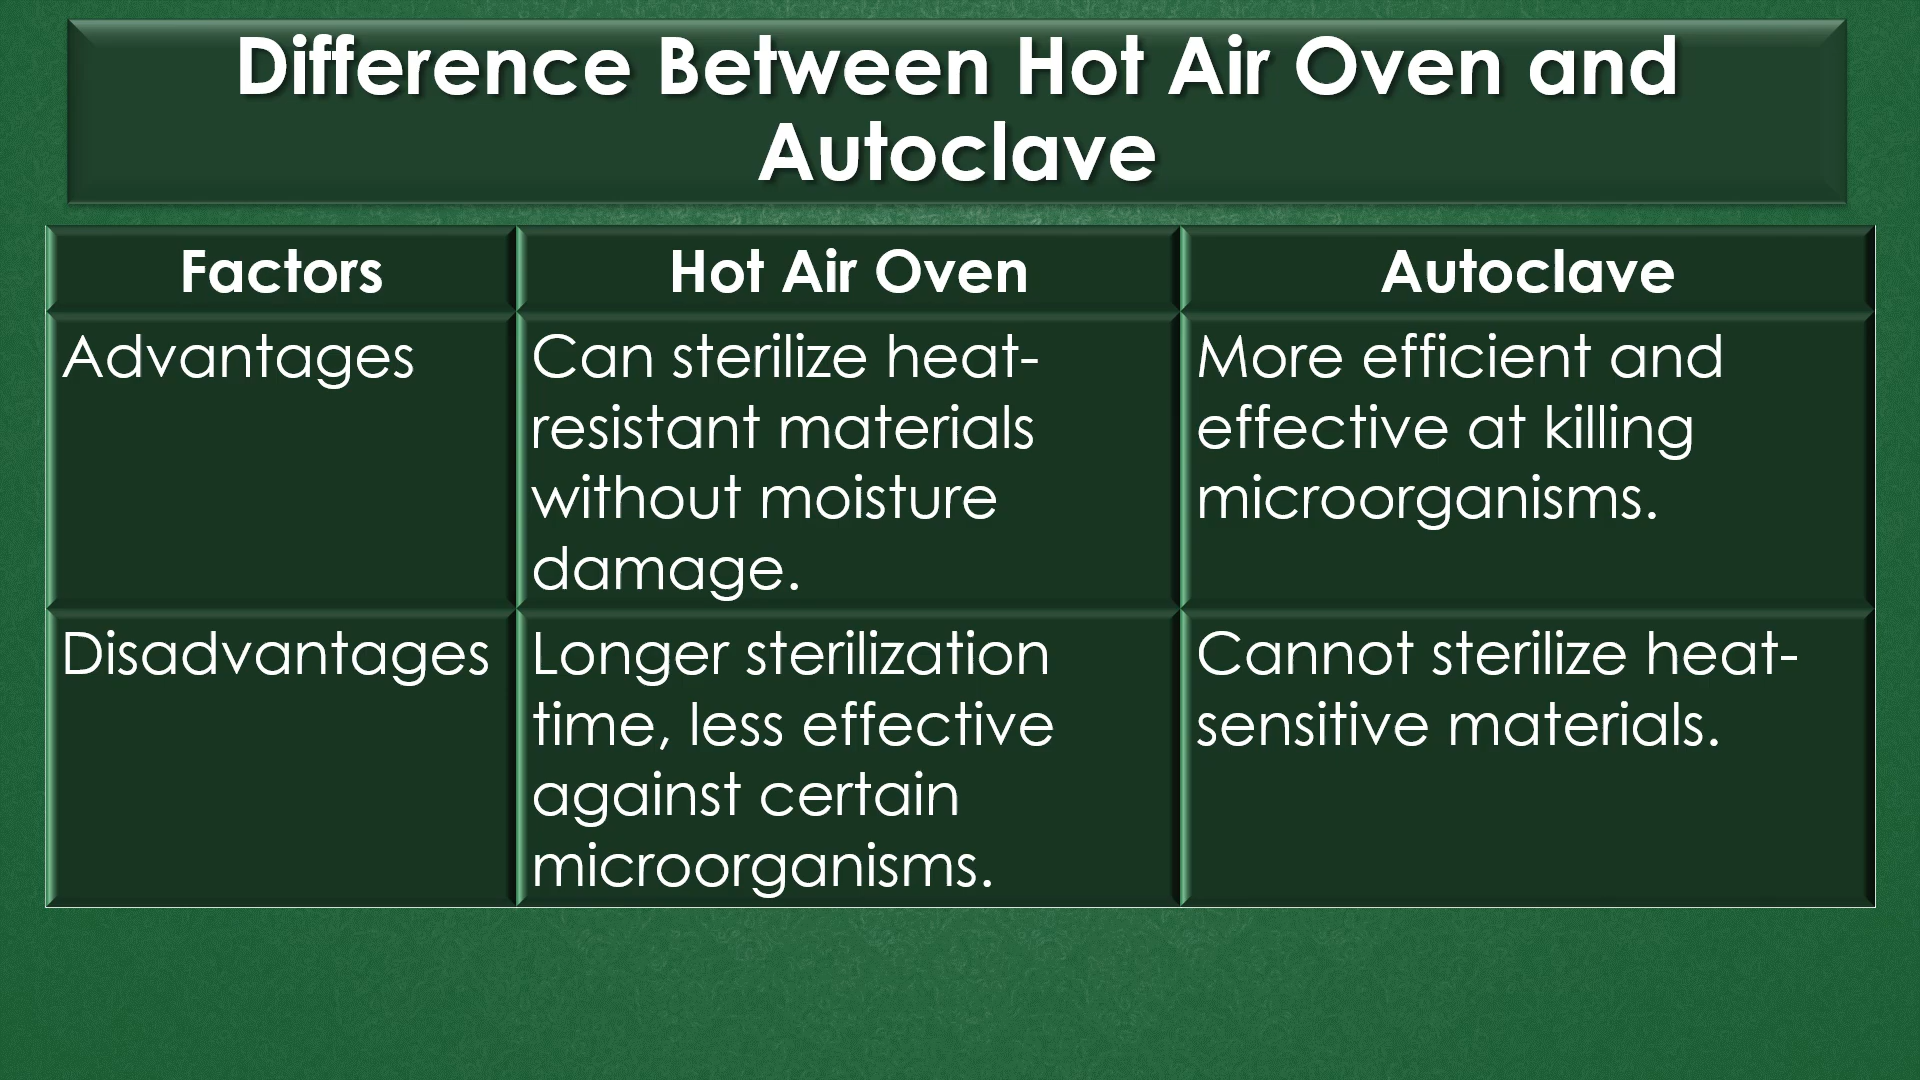 Difference Between Hot Air Oven and
Autoclave
Factors
Hot Air Oven
Autoclave
Advantages
Can sterilize heat-
resistant materials
without moisture
damage.
More efficient and
effective at killing
microorganisms.
Disadvantages
Longer sterilization
time, less effective
against certain
microorganisms.
Cannot sterilize heat-
sensitive materials.